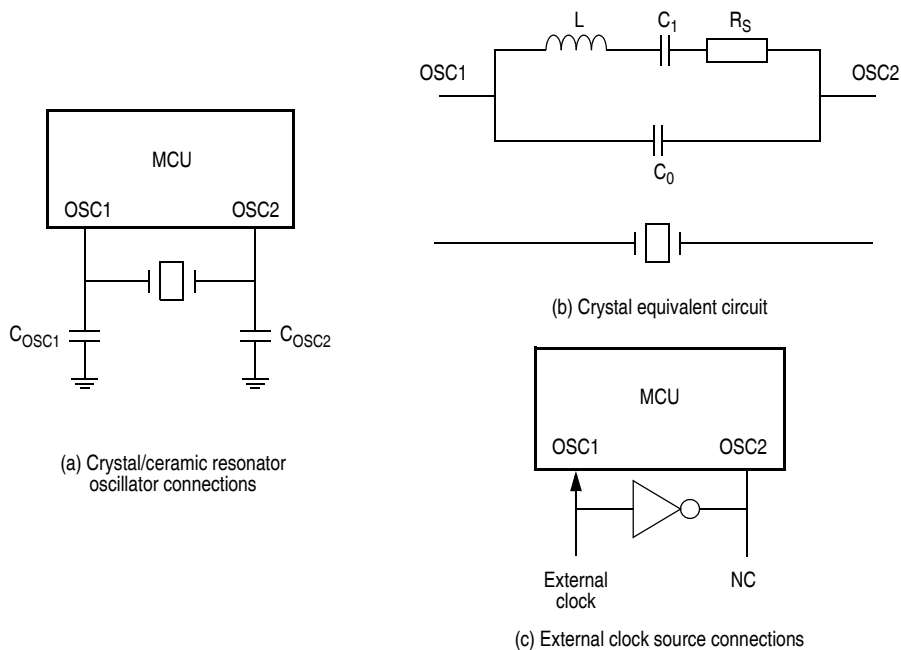 MCU
OSC1 OSC2
C_OSC1 C_OSC2
(a) Crystal/ceramic resonator
oscillator connections
L C_1 R_S
OSC1 OSC2
C_0
(b) Crystal equivalent circuit
MCU
OSC1 OSC2
External
clock
NC
(c) External clock source connections